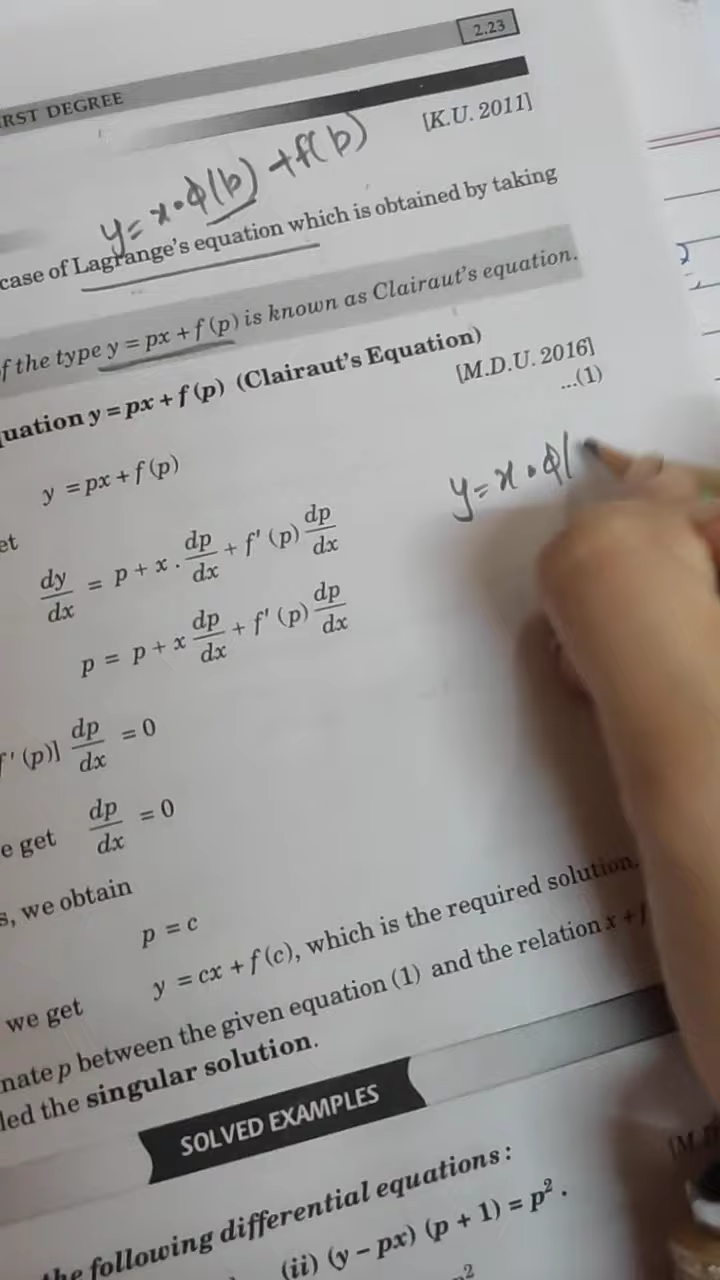 2.23
RST DEGREE
[K.U. 2011]
y = x · ϕ(p) + f(p)
case of Lagrange's equation which is obtained by taking
f the type y = px + f (p) is known as Clairaut's equation.
quation y = px + f (p) (Clairaut's Equation)
[M.D.U. 2016]
...(1)
y = px + f (p)
y = x · ϕ(
et
dy/dx = p + x . dp/dx + f' (p) dp/dx
p = p + x dp/dx + f' (p) dp/dx
f' (p)] dp/dx = 0
e get dp/dx = 0
s, we obtain
p = c
we get y = cx + f (c), which is the required solution.
nate p between the given equation (1) and the relation x +
led the singular solution.
SOLVED EXAMPLES
the following differential equations :
(ii) (y – px) (p + 1) = p².